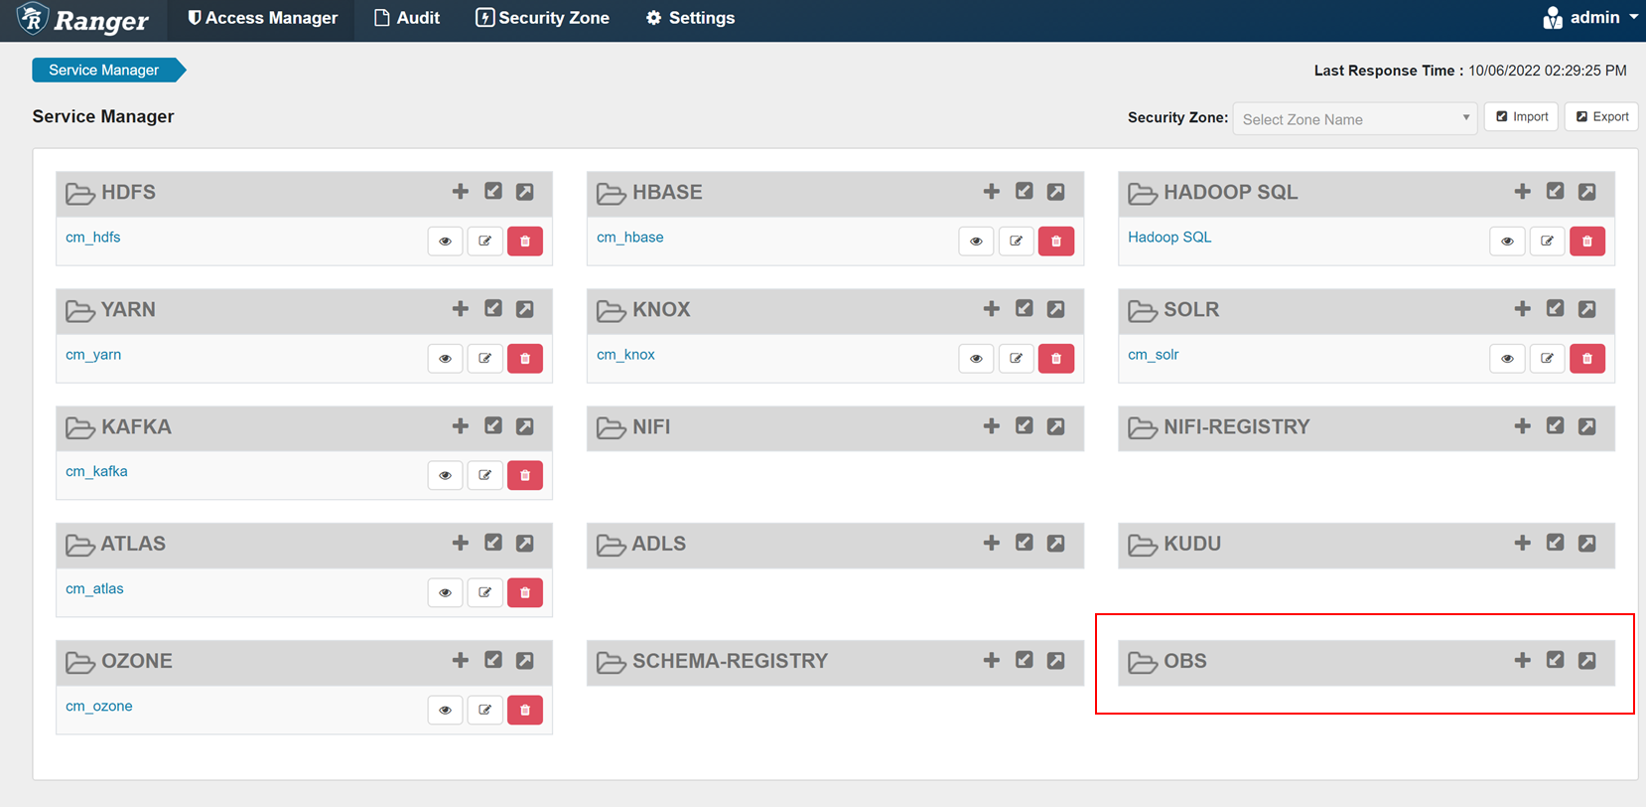 Ranger Access Manager Audit Security Zone Settings admin
Service Manager Last Response Time : 10/06/2022 02:29:25 PM
Service Manager Security Zone: Select Zone Name Import Export
HDFS HBASE HADOOP SQL
cm_hdfs cm_hbase Hadoop SQL
YARN KNOX SOLR
cm_yarn cm_knox cm_solr
KAFKA NIFI NIFI-REGISTRY
cm_kafka
ATLAS ADLS KUDU
cm_atlas
OZONE SCHEMA-REGISTRY OBS
cm_ozone